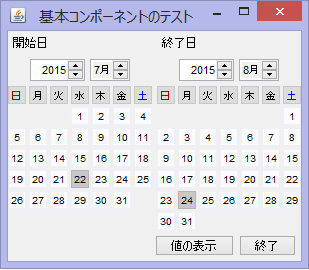 基本コンポーネントのテスト
開始日 終了日
2015 7月 2015 8月
日 月 火 水 木 金 土 日 月 火 水 木 金 土
1 2 3 4 1
5 6 7 8 9 10 11 2 3 4 5 6 7 8
12 13 14 15 16 17 18 9 10 11 12 13 14 15
19 20 21 22 23 24 25 16 17 18 19 20 21 22
26 27 28 29 30 31 23 24 25 26 27 28 29
30 31
値の表示 終了